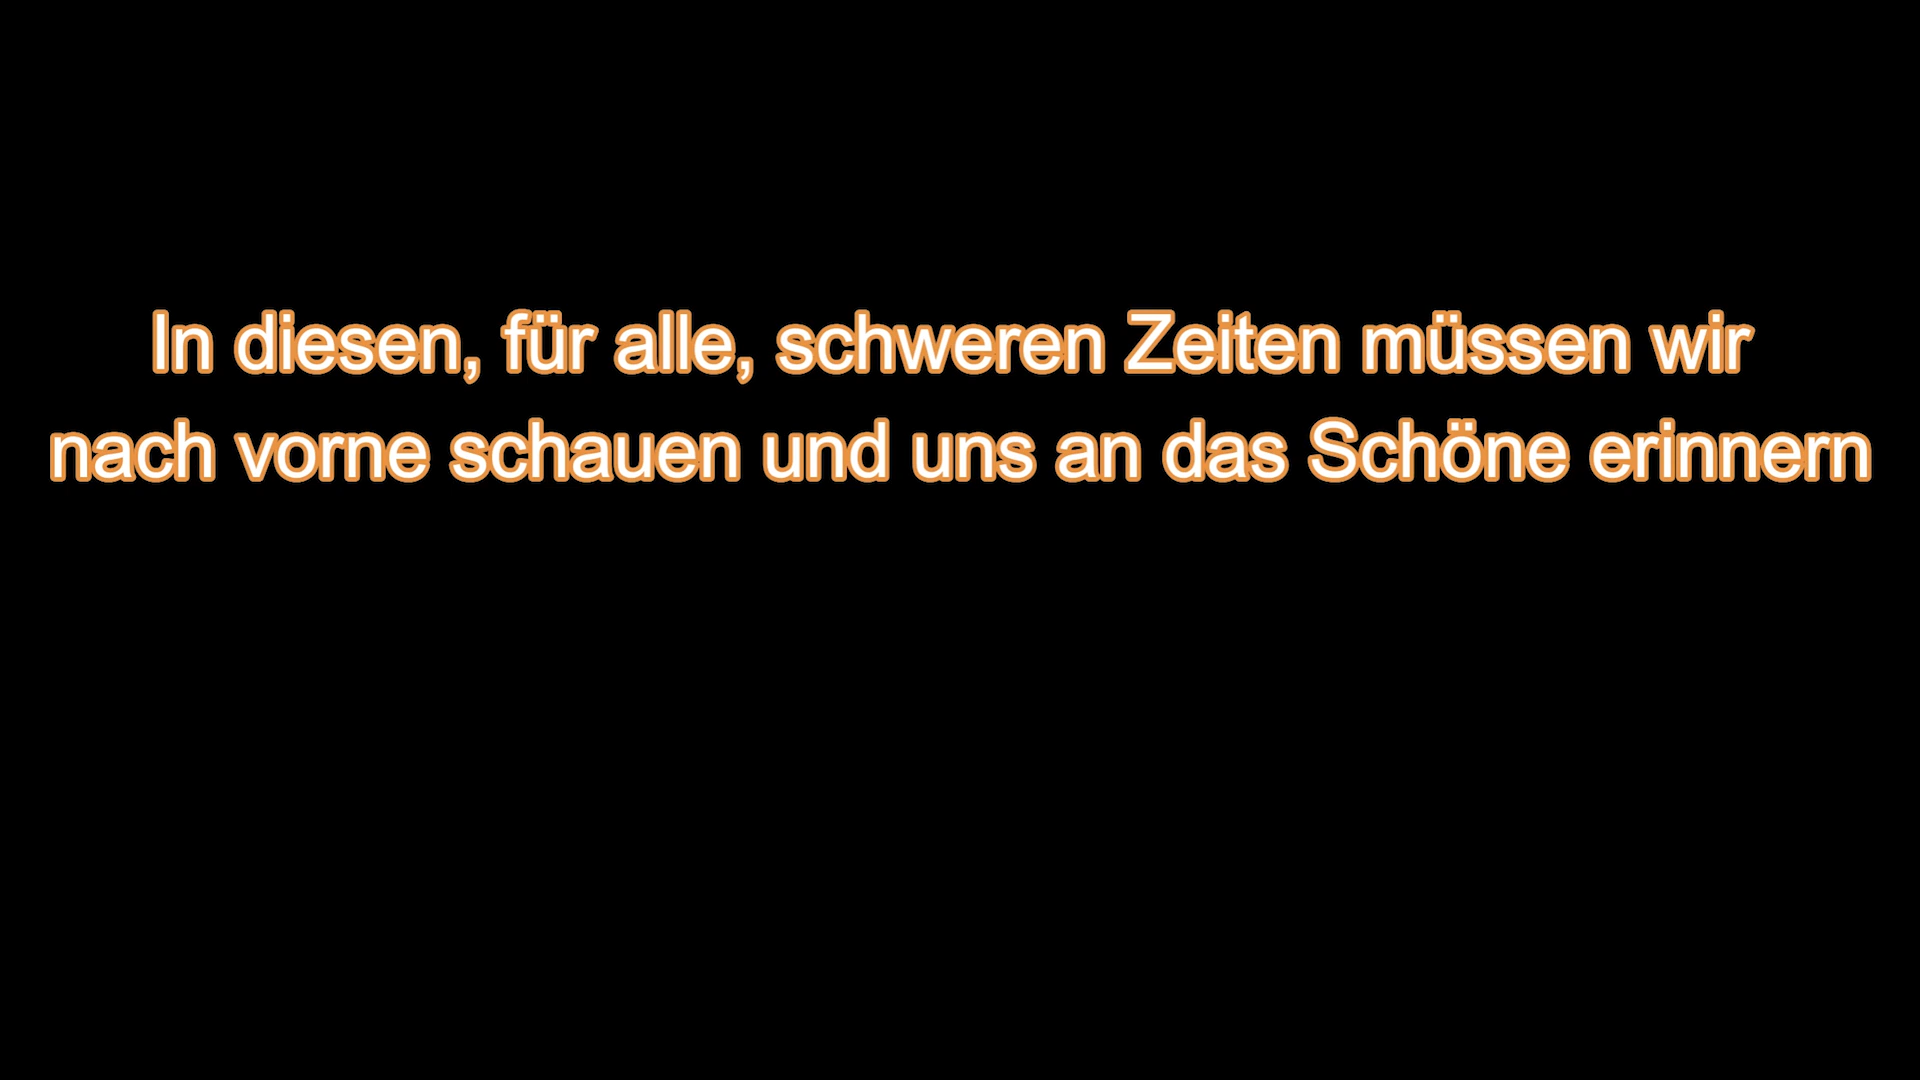 In diesen, für alle, schweren Zeiten müssen wir
nach vorne schauen und uns an das Schöne erinnern